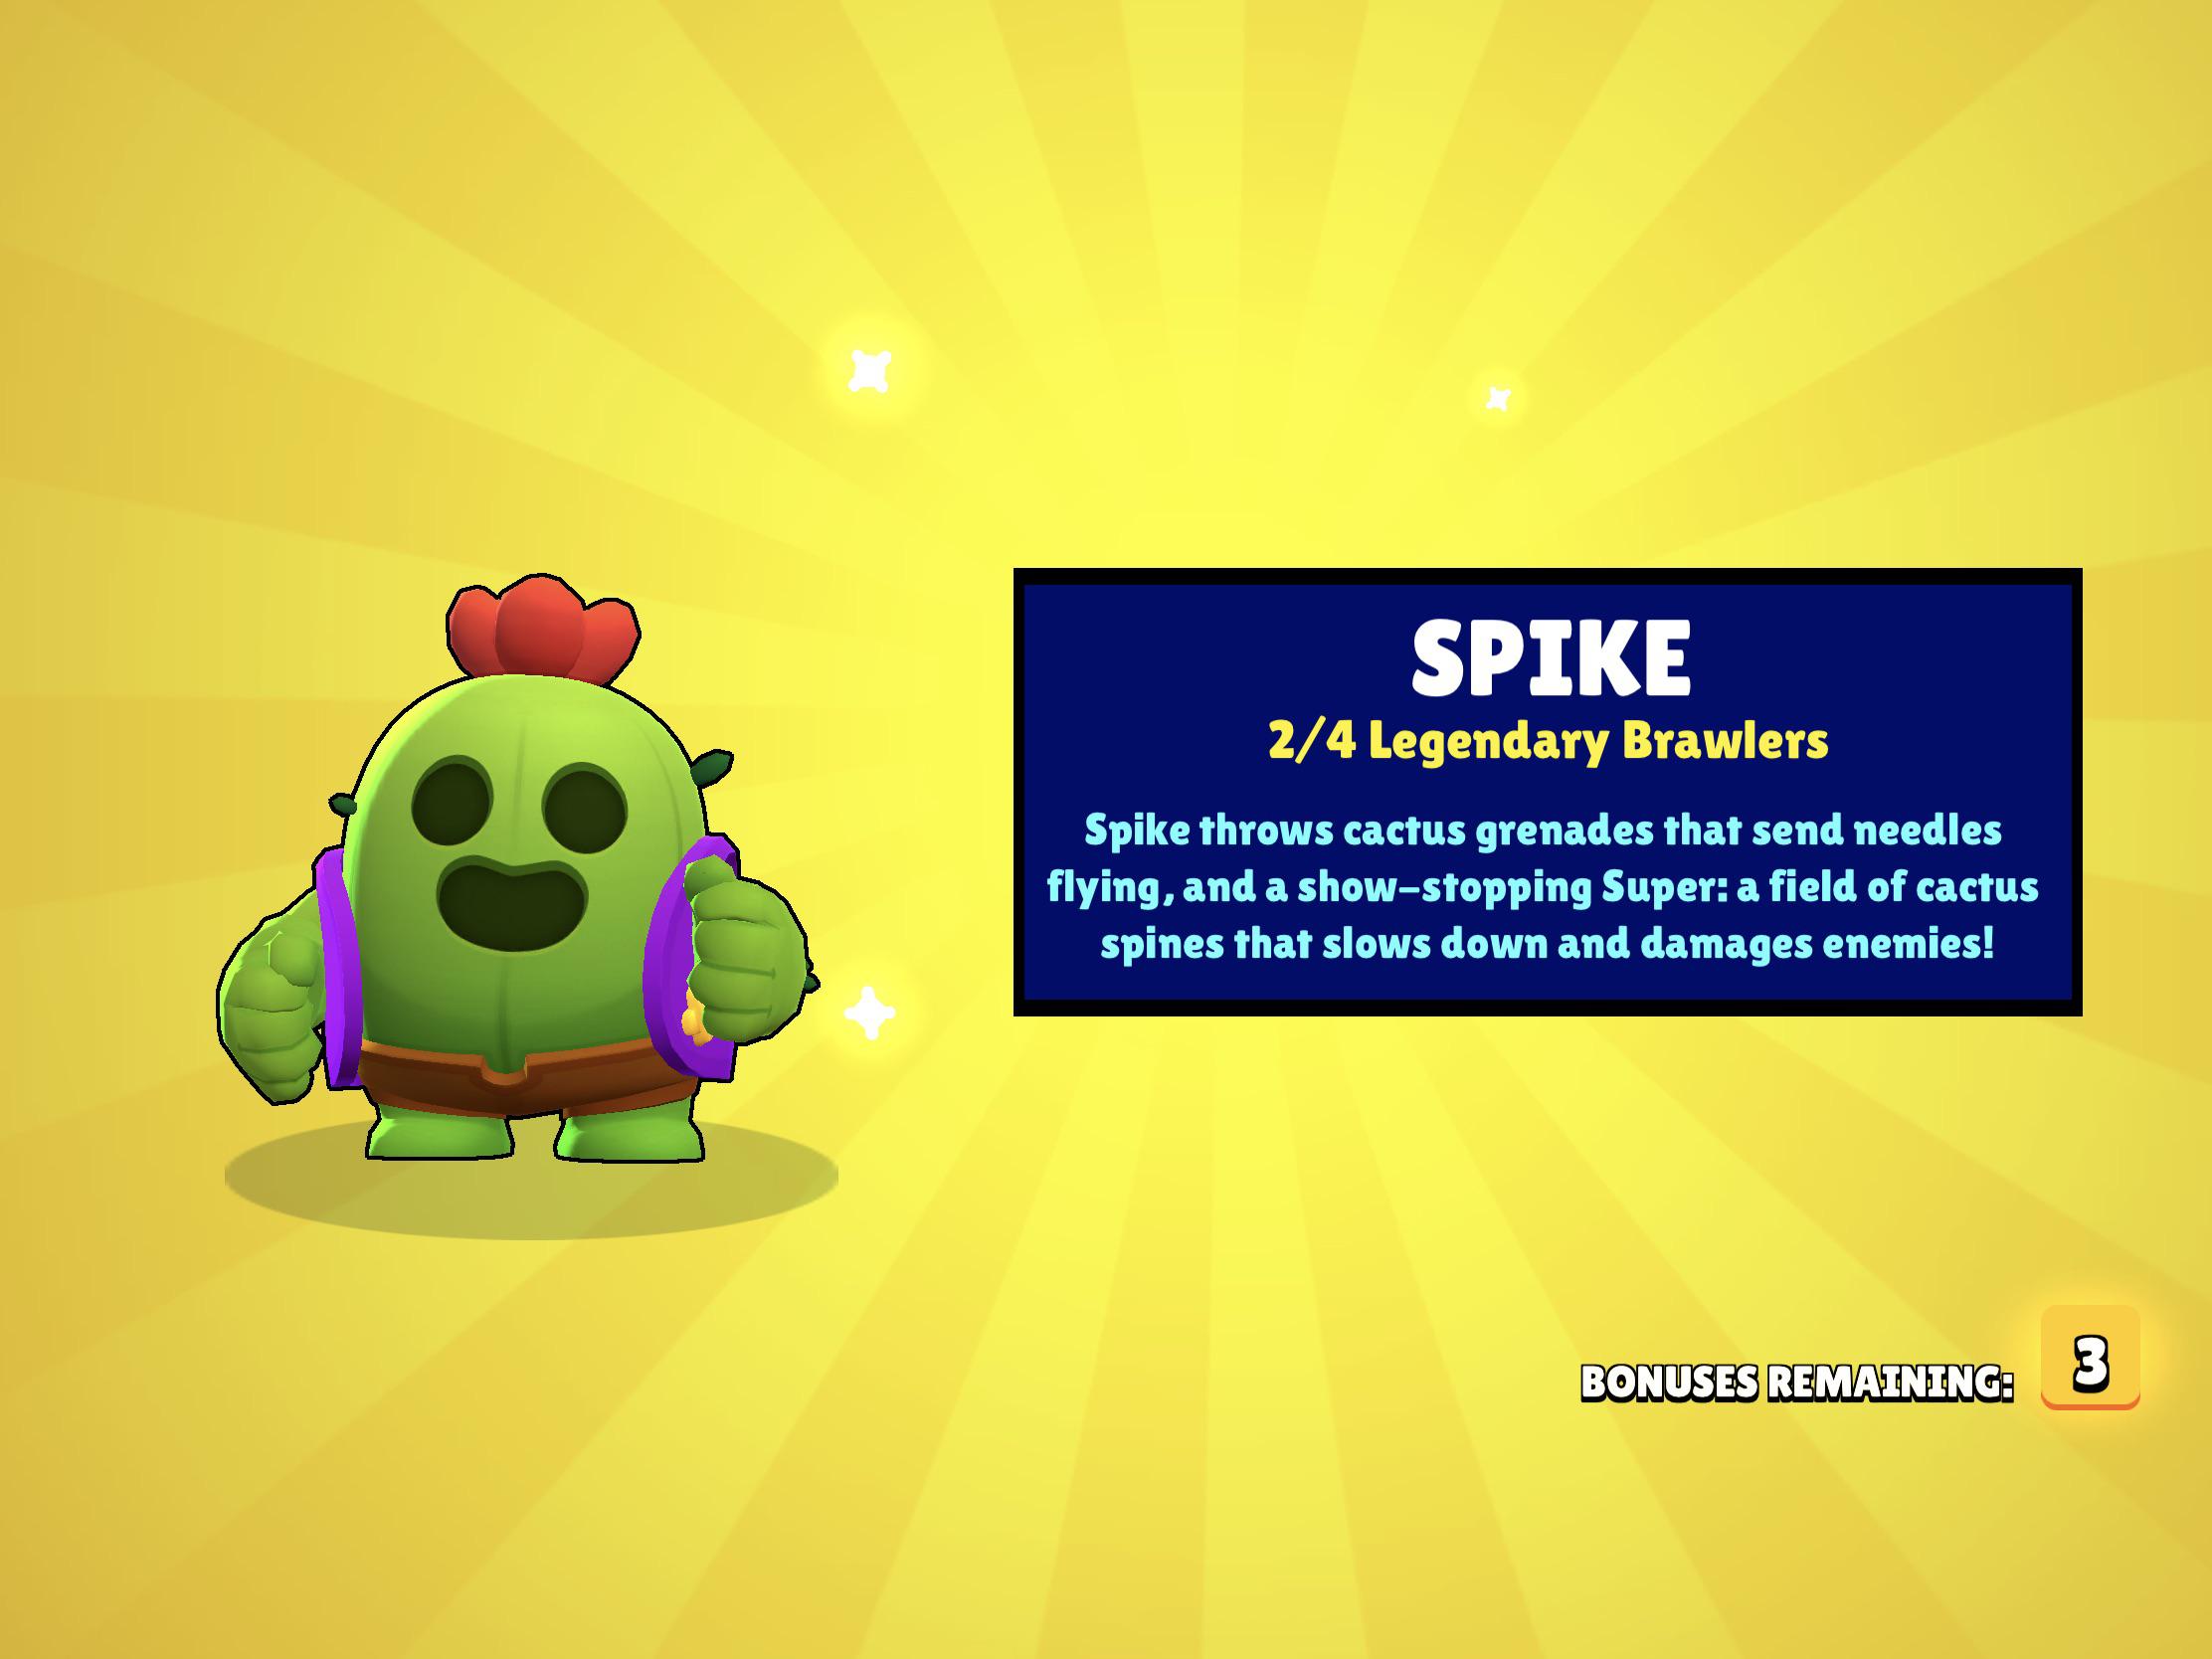 SPIKE
2/4 Legendary Brawlers
Spike throws cactus grenades that send needles
flying, and a show-stopping Super: a field of cactus
spines that slows down and damages enemies!
BONUSES REMAINING:
3